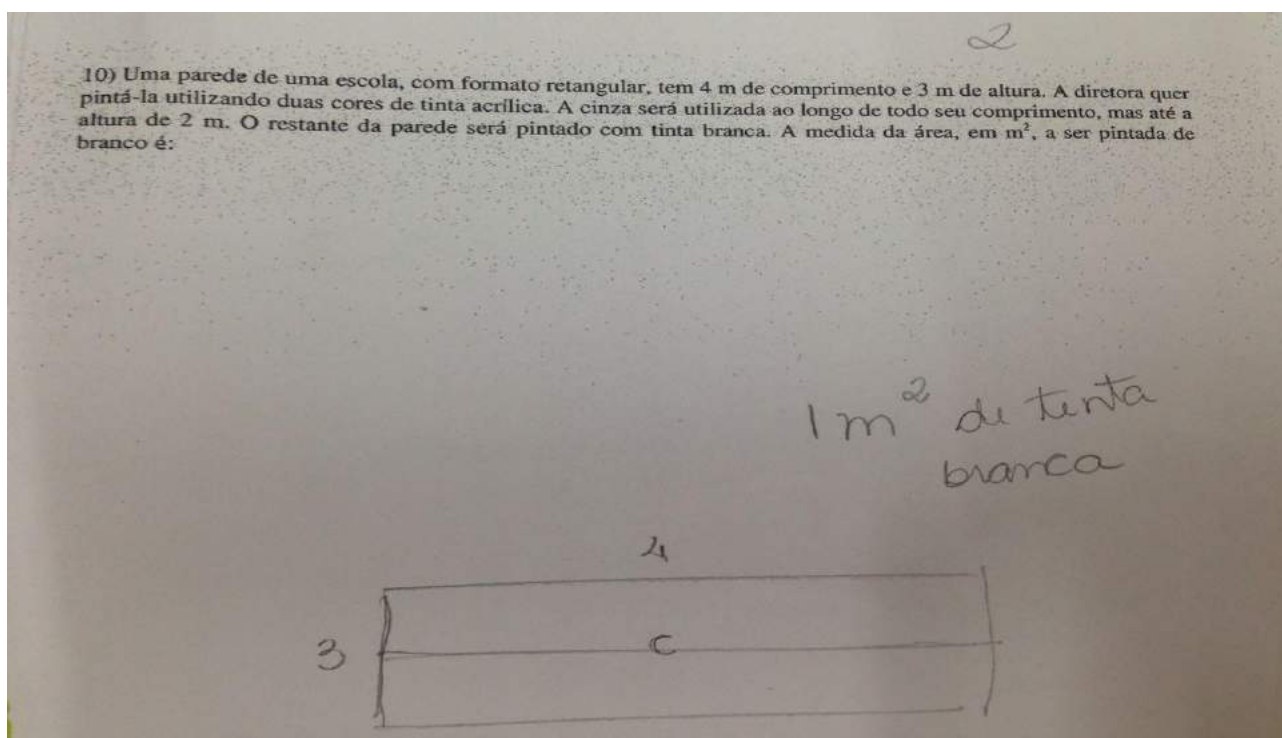 2
10) Uma parede de uma escola, com formato retangular, tem 4 m de comprimento e 3 m de altura. A diretora quer
pintá-la utilizando duas cores de tinta acrílica. A cinza será utilizada ao longo de todo seu comprimento, mas até a
altura de 2 m. O restante da parede será pintado com tinta branca. A medida da área, em m², a ser pintada de
branco é:
1 m² de tenta
branca
4
3
C